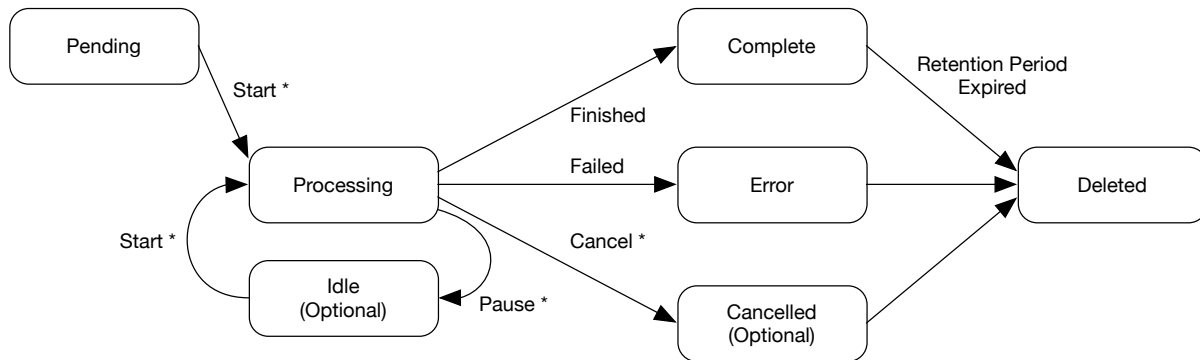 Pending
Start *
Processing
Start *
Idle
(Optional)
Pause *
Finished
Failed
Cancel *
Complete
Error
Cancelled
(Optional)
Retention Period
Expired
Deleted